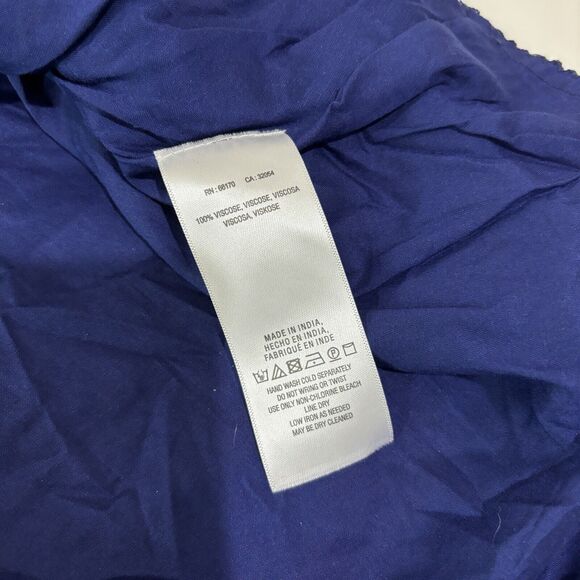 RN : 66170 CA : 32054
100% VISCOSE, VISCOSE, VISCOSA
VISCOSA, VISKOSE
MADE IN INDIA,
HECHO EN INDIA,
FABRIQUÉ EN INDE
HAND WASH COLD SEPARATELY
DO NOT WRING OR TWIST
USE ONLY NON-CHLORINE BLEACH
LINE DRY
LOW IRON AS NEEDED
MAY BE DRY CLEANED